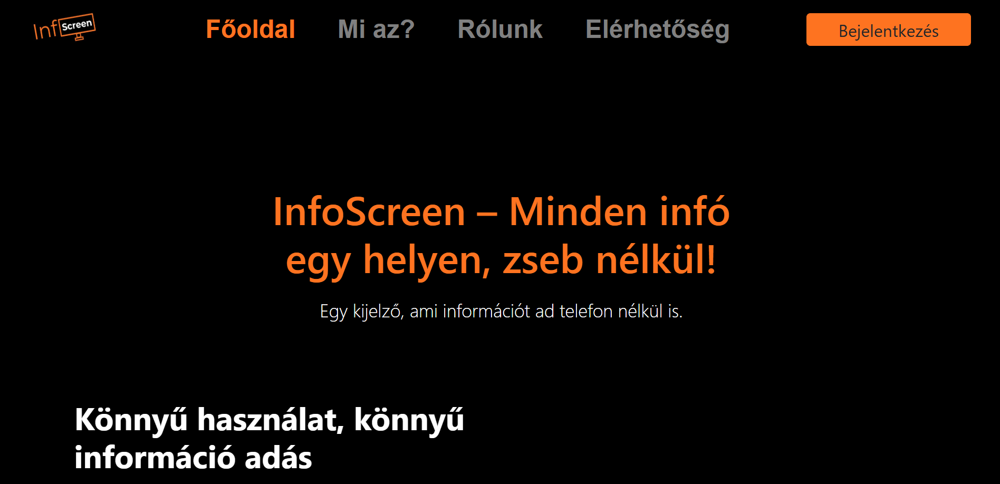 Inf Screen
Főoldal
Mi az?
Rólunk
Elérhetőség
Bejelentkezés
InfoScreen – Minden infó
egy helyen, zseb nélkül!
Egy kijelző, ami információt ad telefon nélkül is.
Könnyű használat, könnyű
információ adás